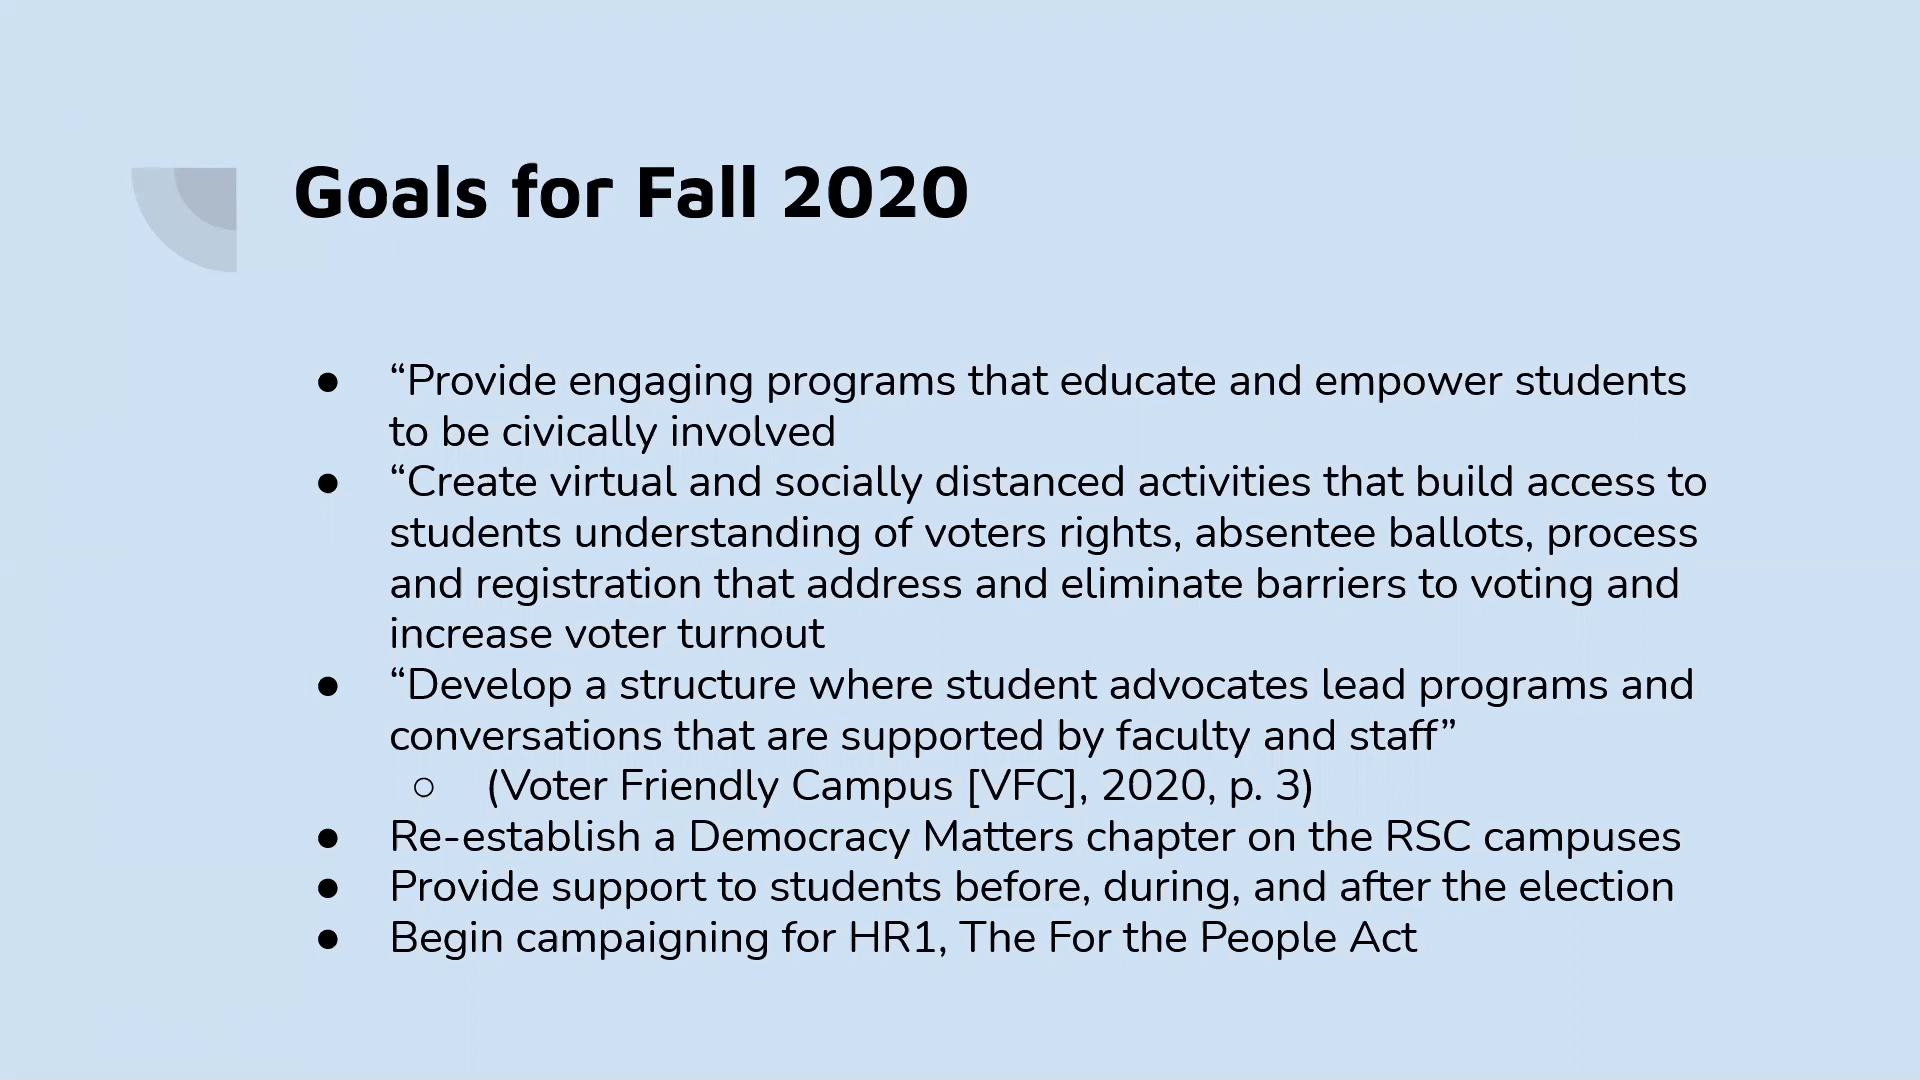 Goals for Fall 2020
● “Provide engaging programs that educate and empower students
to be civically involved
● “Create virtual and socially distanced activities that build access to
students understanding of voters rights, absentee ballots, process
and registration that address and eliminate barriers to voting and
increase voter turnout
● “Develop a structure where student advocates lead programs and
conversations that are supported by faculty and staff”
○ (Voter Friendly Campus [VFC], 2020, p. 3)
● Re-establish a Democracy Matters chapter on the RSC campuses
● Provide support to students before, during, and after the election
● Begin campaigning for HR1, The For the People Act